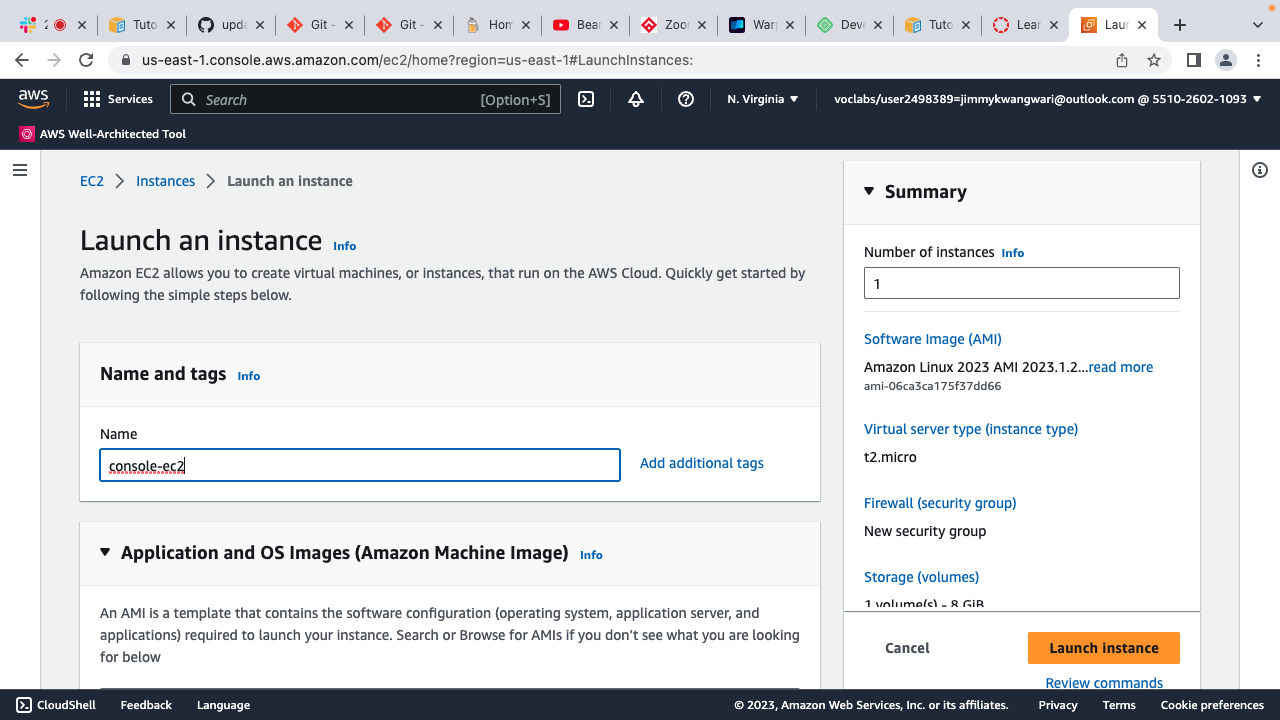 Tuto
upda
Git -
Git -
Hom
Bear
Zoor
Warp
Deve
Tuto
Lear
Laun
us-east-1.console.aws.amazon.com/ec2/home?region=us-east-1#LaunchInstances:
aws
Services
Search
[Option+S]
N. Virginia
voclabs/user2498389=jimmykwangwari@outlook.com @ 5510-2602-1093
AWS Well-Architected Tool
EC2
Instances
Launch an instance
Launch an instance Info
Amazon EC2 allows you to create virtual machines, or instances, that run on the AWS Cloud. Quickly get started by
following the simple steps below.
Name and tags Info
Name
console-ec2
Add additional tags
Application and OS Images (Amazon Machine Image) Info
An AMI is a template that contains the software configuration (operating system, application server, and
applications) required to launch your instance. Search or Browse for AMIs if you don't see what you are looking
for below
Summary
Number of instances Info
1
Software Image (AMI)
Amazon Linux 2023 AMI 2023.1.2...read more
ami-06ca3ca175f37dd66
Virtual server type (instance type)
t2.micro
Firewall (security group)
New security group
Storage (volumes)
1 volume(s) - 8 GiB
Cancel
Launch instance
Review commands
CloudShell
Feedback
Language
© 2023, Amazon Web Services, Inc. or its affiliates.
Privacy
Terms
Cookie preferences